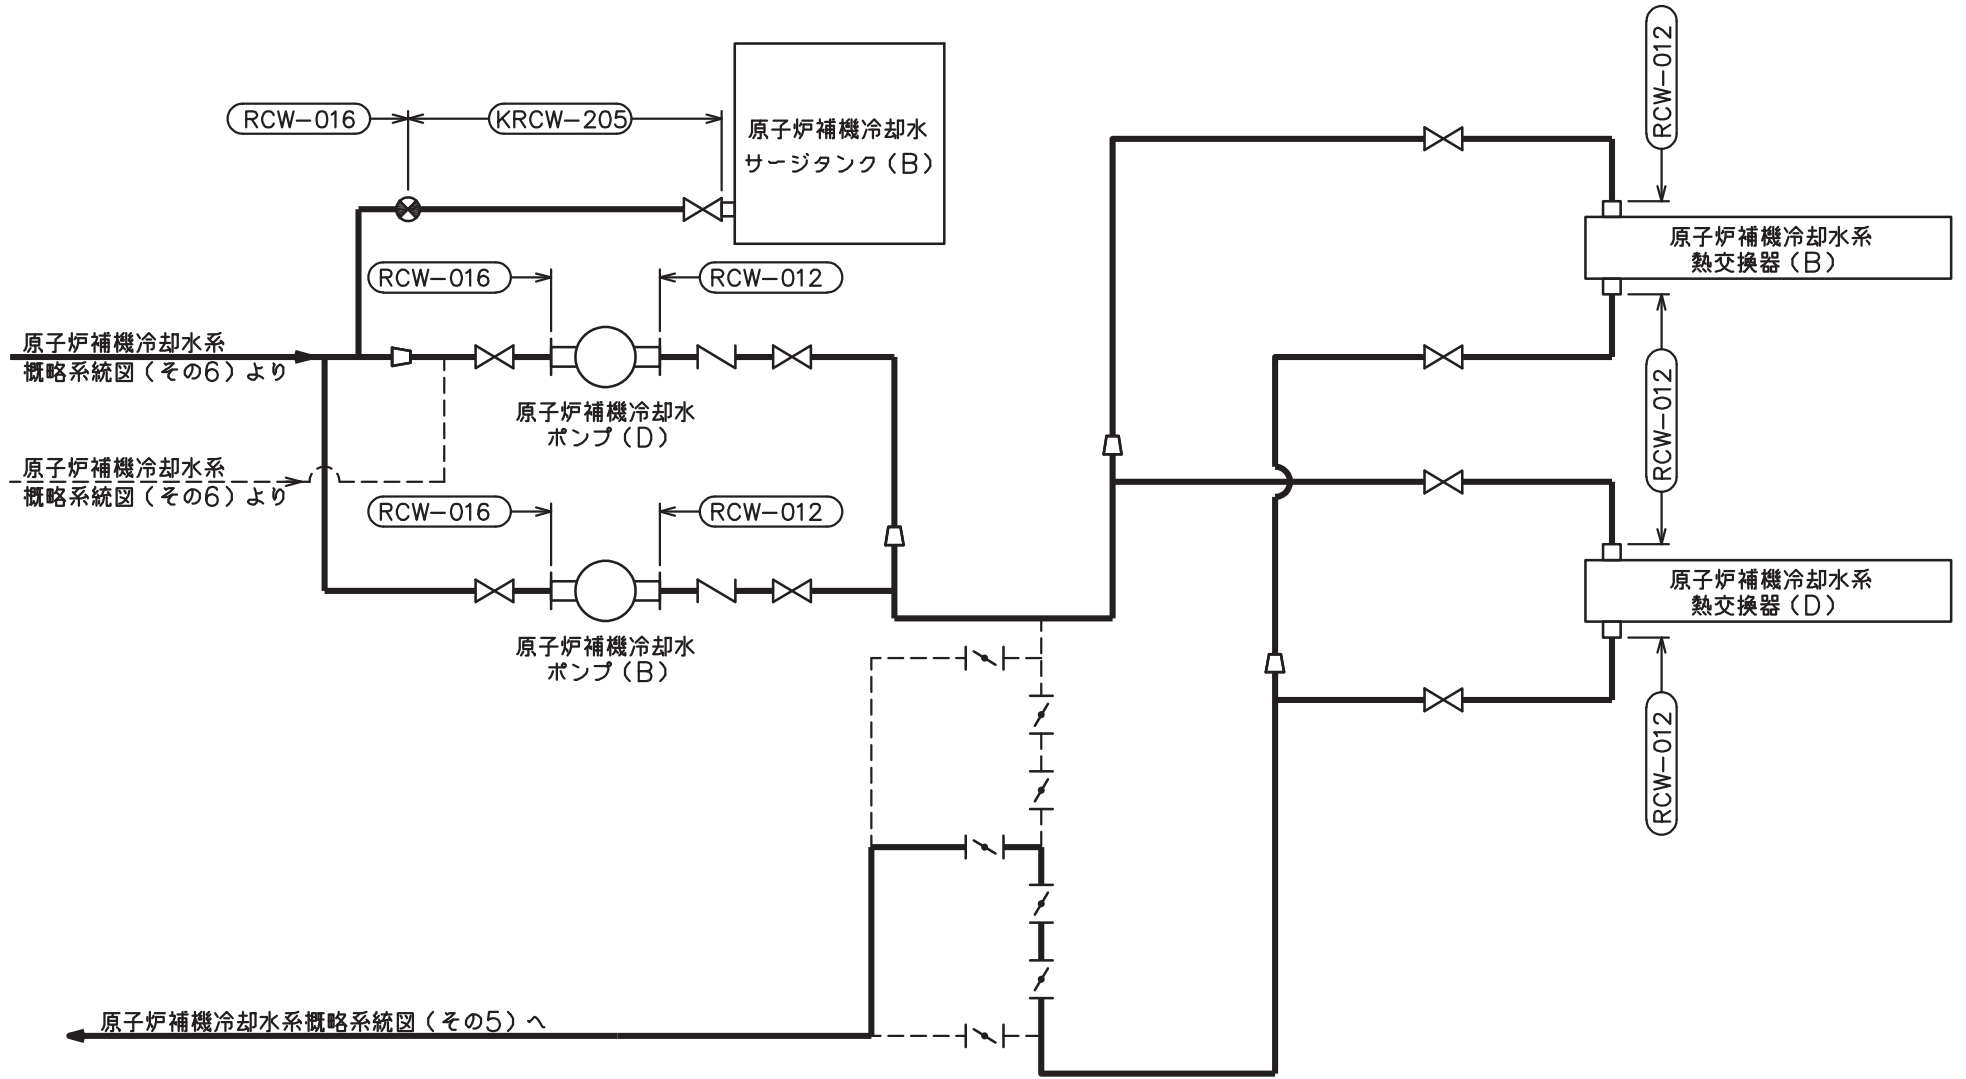 RCW-012
RCW-016
KRCW-205
原子炉補機冷却水
サージタンク(B)
原子炉補機冷却水系
熱交換器(B)
RCW-016
RCW-012
原子炉補機冷却水系
概略系統図(その6)より
原子炉補機冷却水
ポンプ(D)
RCW-012
原子炉補機冷却水系
概略系統図(その6)より
RCW-016
RCW-012
原子炉補機冷却水系
熱交換器(D)
原子炉補機冷却水
ポンプ(B)
RCW-012
原子炉補機冷却水系概略系統図(その5)へ